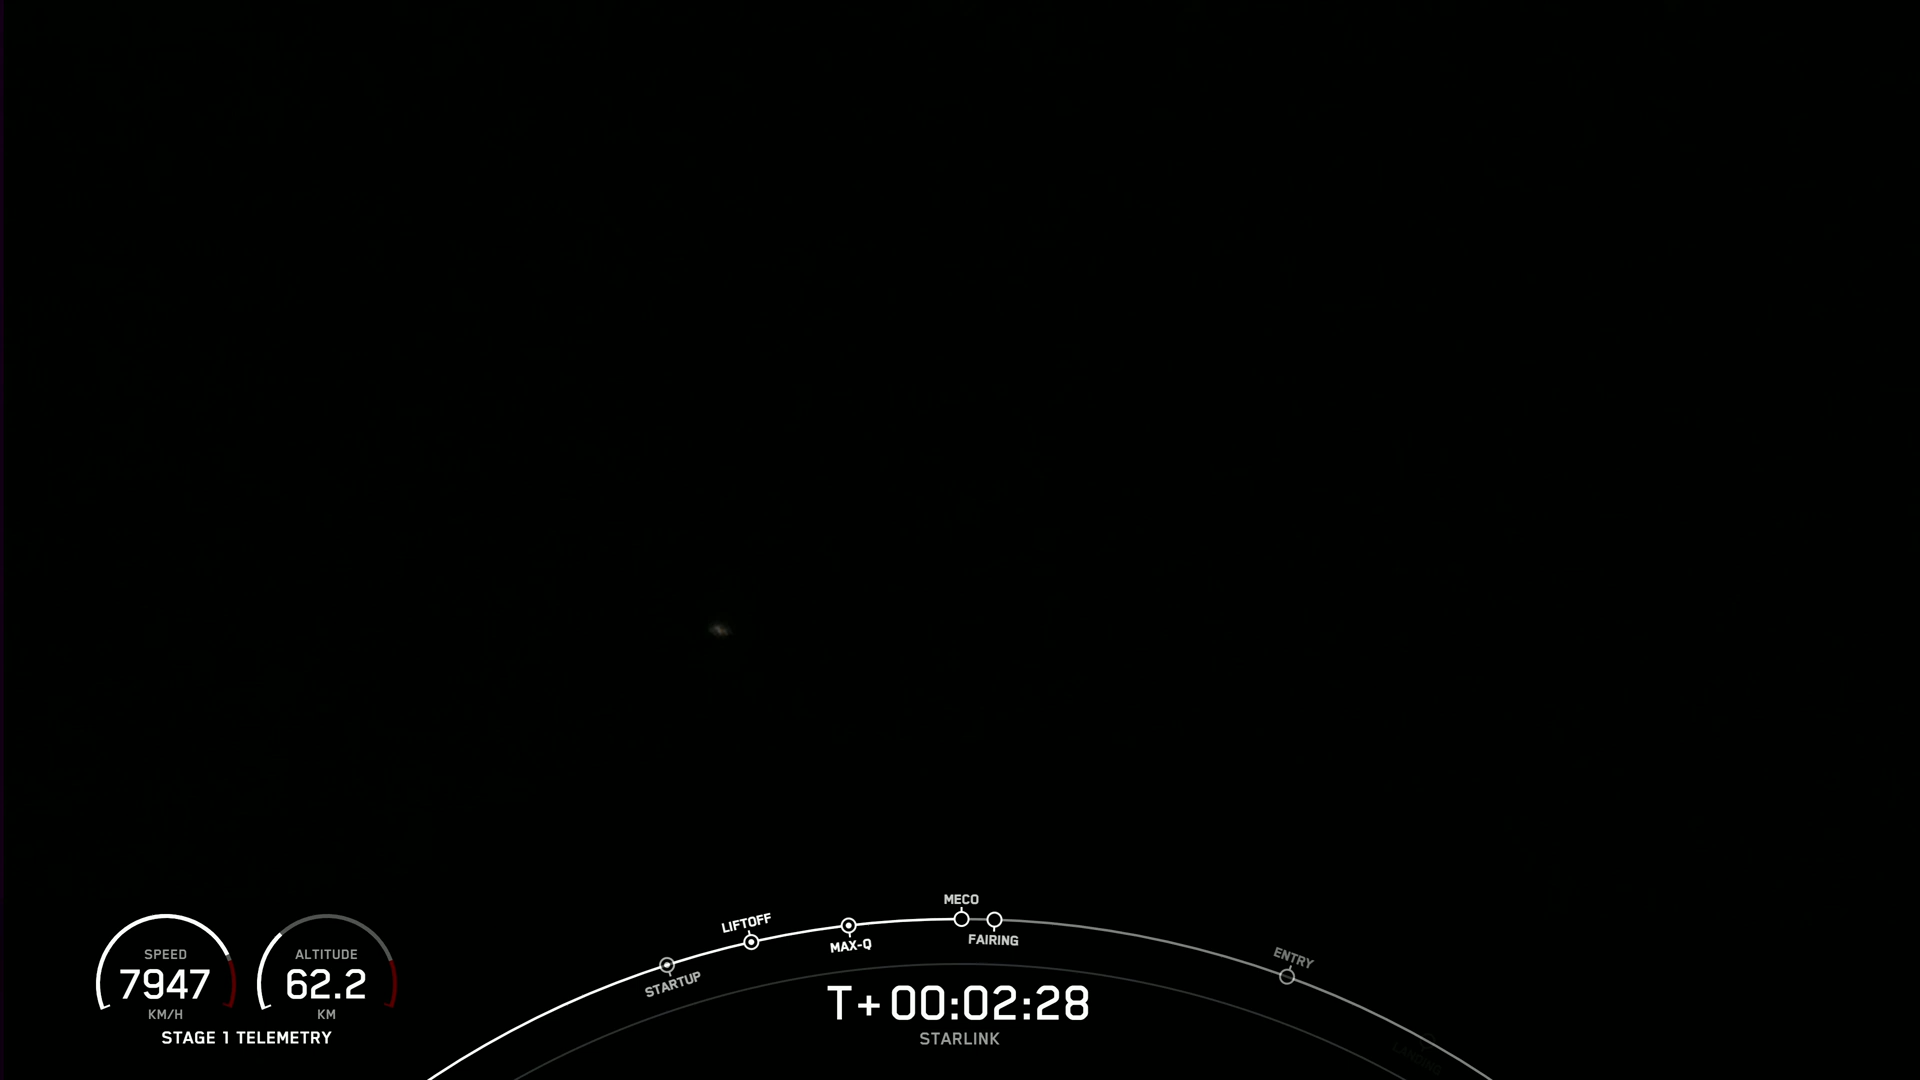 SPEED
7947
KM/H
ALTITUDE
62.2
KM
STAGE 1 TELEMETRY
STARTUP
LIFTOFF
MAX-Q
MECO
FAIRING
ENTRY
LANDING
T+00:02:28
STARLINK